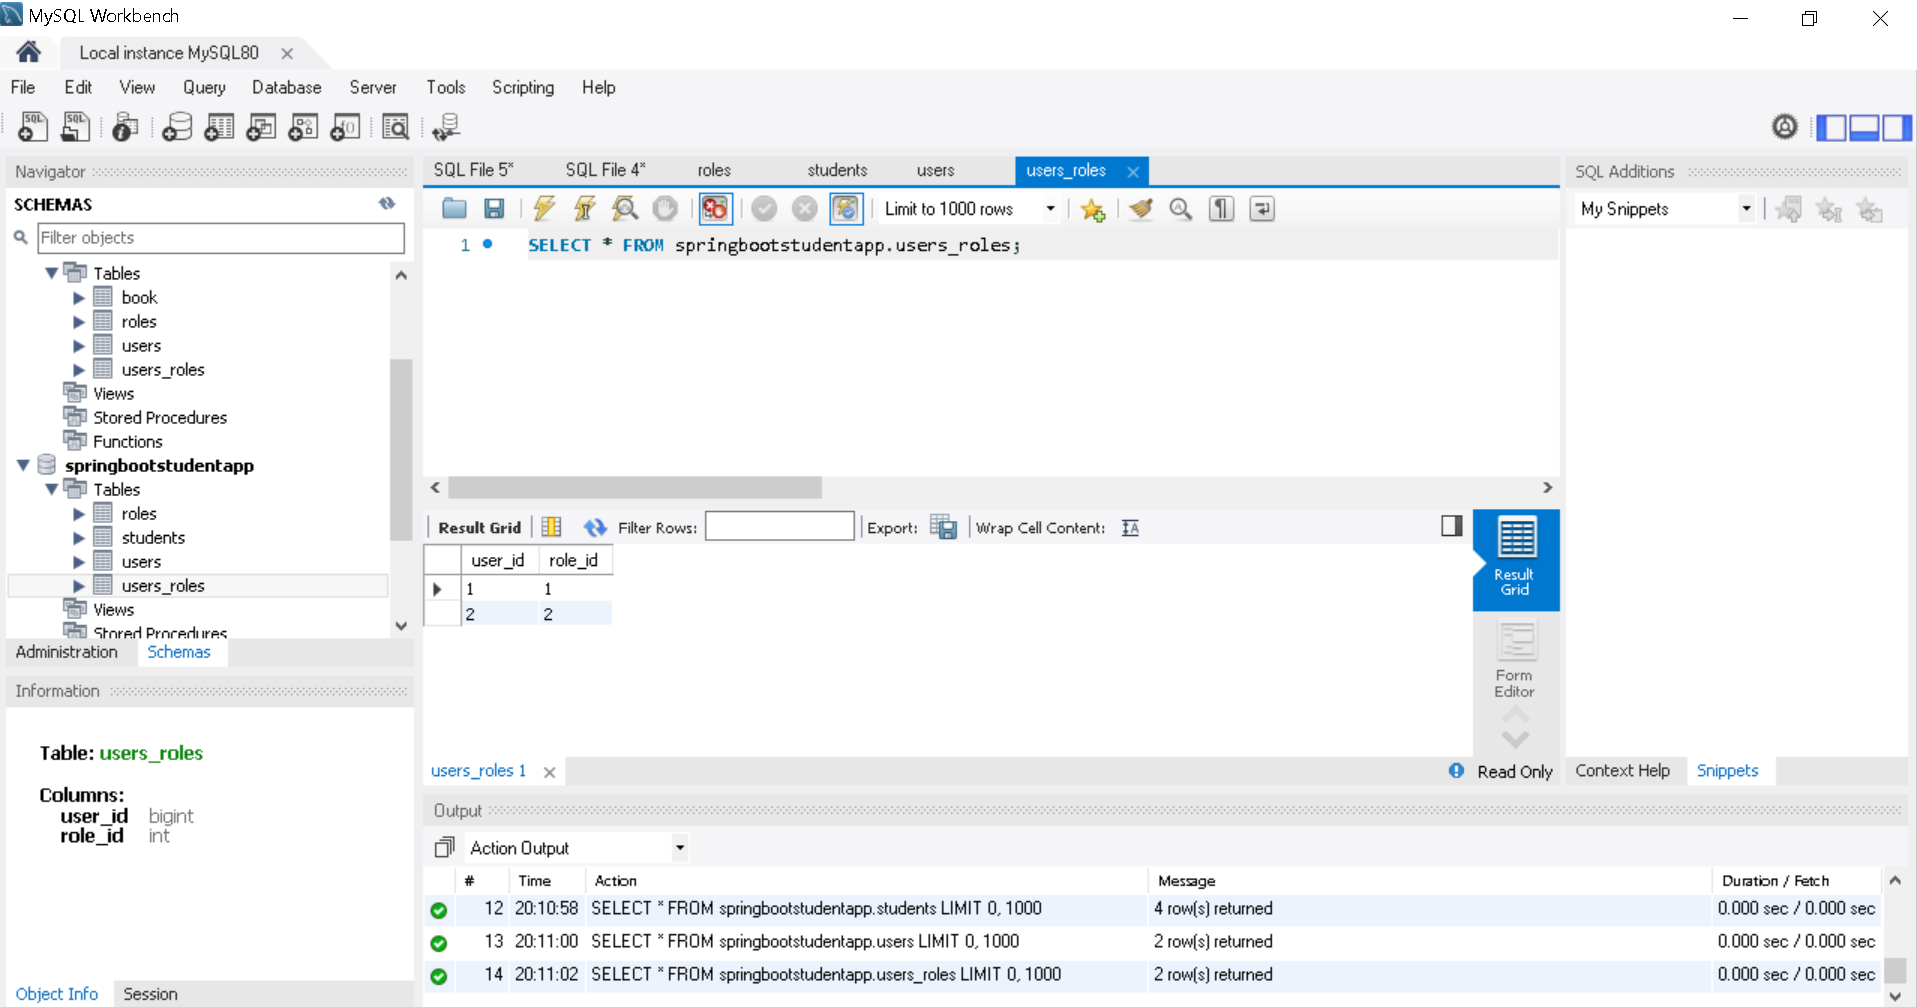 MySQL Workbench
Local instance MySQL80
File Edit View Query Database Server Tools Scripting Help
Navigator
SCHEMAS
Filter objects
Tables
book
roles
users
users_roles
Views
Stored Procedures
Functions
springbootstudentapp
Tables
roles
students
users
users_roles
Views
Stored Procedures
Administration Schemas
Information
Table: users_roles
Columns:
user_id bigint
role_id int
Object Info Session
SQL File 5* SQL File 4* roles students users users_roles
Limit to 1000 rows
1 SELECT * FROM springbootstudentapp.users_roles;
Result Grid Filter Rows: Export: Wrap Cell Content:
user_id role_id
1 1
2 2
Result
Grid
Form
Editor
users_roles 1
Read Only
SQL Additions
My Snippets
Context Help Snippets
Output
Action Output
# Time Action Message Duration / Fetch
12 20:10:58 SELECT * FROM springbootstudentapp.students LIMIT 0, 1000 4 row(s) returned 0.000 sec / 0.000 sec
13 20:11:00 SELECT * FROM springbootstudentapp.users LIMIT 0, 1000 2 row(s) returned 0.000 sec / 0.000 sec
14 20:11:02 SELECT * FROM springbootstudentapp.users_roles LIMIT 0, 1000 2 row(s) returned 0.000 sec / 0.000 sec